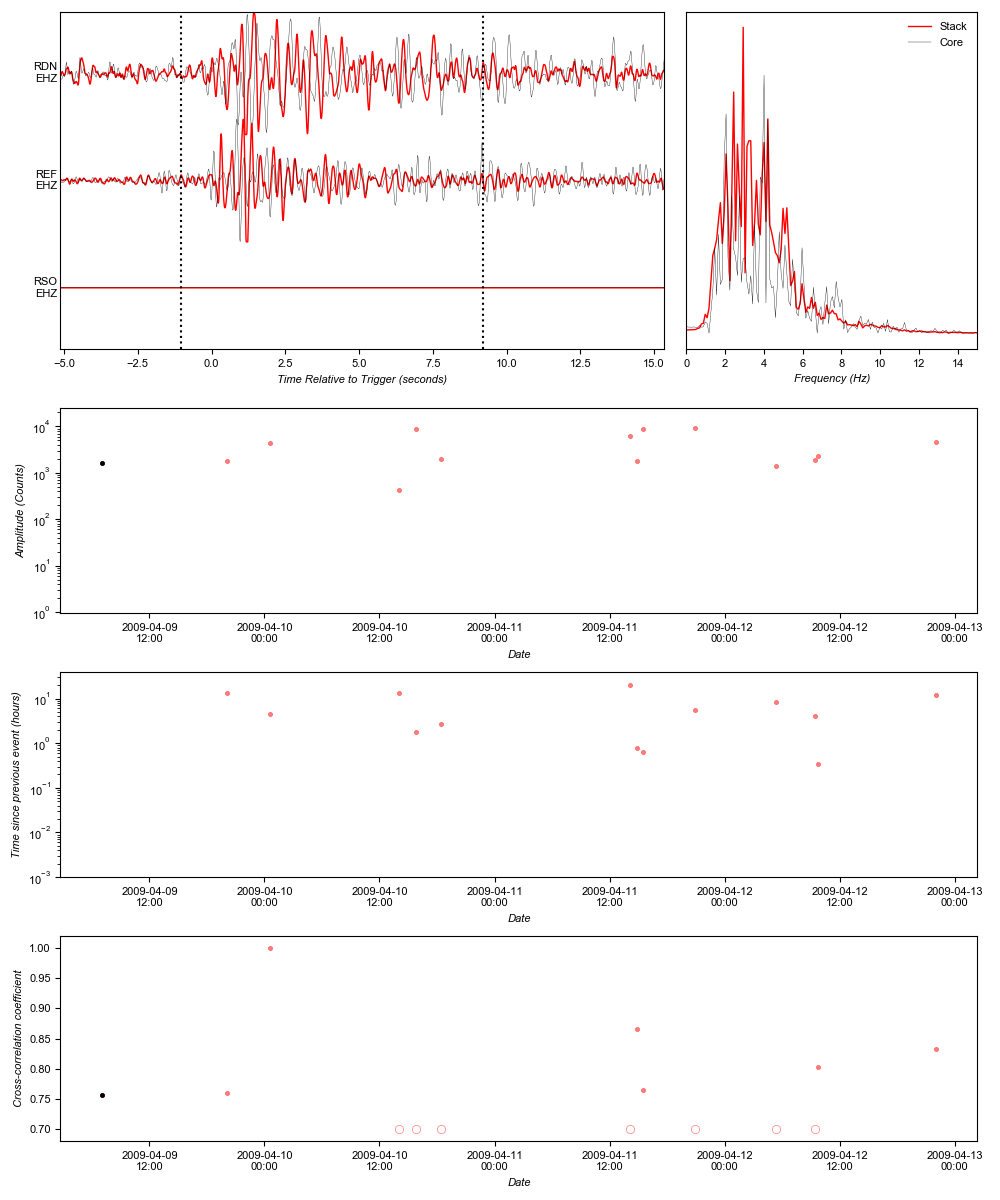 RDN
EHZ
REF
EHZ
RSO
EHZ
−5.0 −2.5 0.0 2.5 5.0 7.5 10.0 12.5 15.0
Time Relative to Trigger (seconds)
Stack
Core
0 2 4 6 8 10 12 14
Frequency (Hz)
Amplitude (Counts)
10⁴
10³
10²
10¹
10⁰
2009-04-09 2009-04-10 2009-04-10 2009-04-11 2009-04-11 2009-04-12 2009-04-12 2009-04-13
12:00 00:00 12:00 00:00 12:00 00:00 12:00 00:00
Date
Time since previous event (hours)
10¹
10⁰
10⁻¹
10⁻²
10⁻³
2009-04-09 2009-04-10 2009-04-10 2009-04-11 2009-04-11 2009-04-12 2009-04-12 2009-04-13
12:00 00:00 12:00 00:00 12:00 00:00 12:00 00:00
Date
Cross-correlation coefficient
1.00
0.95
0.90
0.85
0.80
0.75
0.70
2009-04-09 2009-04-10 2009-04-10 2009-04-11 2009-04-11 2009-04-12 2009-04-12 2009-04-13
12:00 00:00 12:00 00:00 12:00 00:00 12:00 00:00
Date